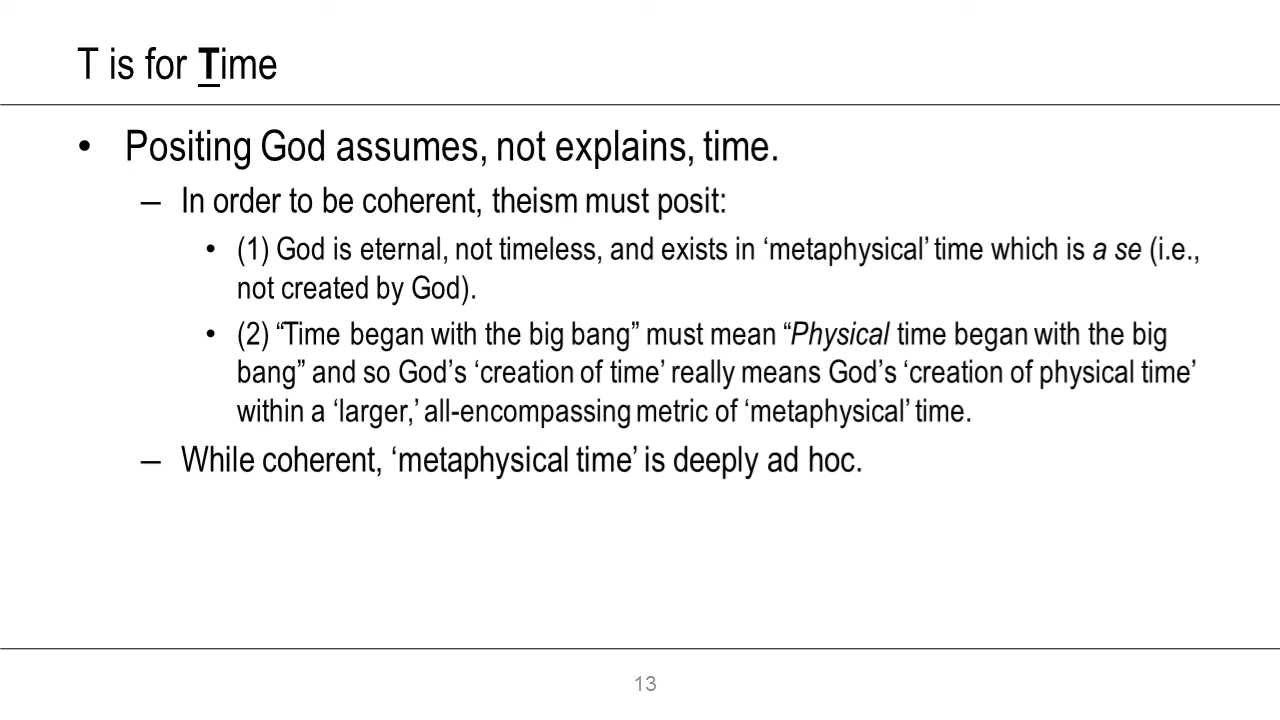 T is for Time
• Positing God assumes, not explains, time.
– In order to be coherent, theism must posit:
• (1) God is eternal, not timeless, and exists in ‘metaphysical’ time which is a se (i.e.,
not created by God).
• (2) “Time began with the big bang” must mean “Physical time began with the big
bang” and so God’s ‘creation of time’ really means God’s ‘creation of physical time’
within a ‘larger,’ all-encompassing metric of ‘metaphysical’ time.
– While coherent, ‘metaphysical time’ is deeply ad hoc.
13